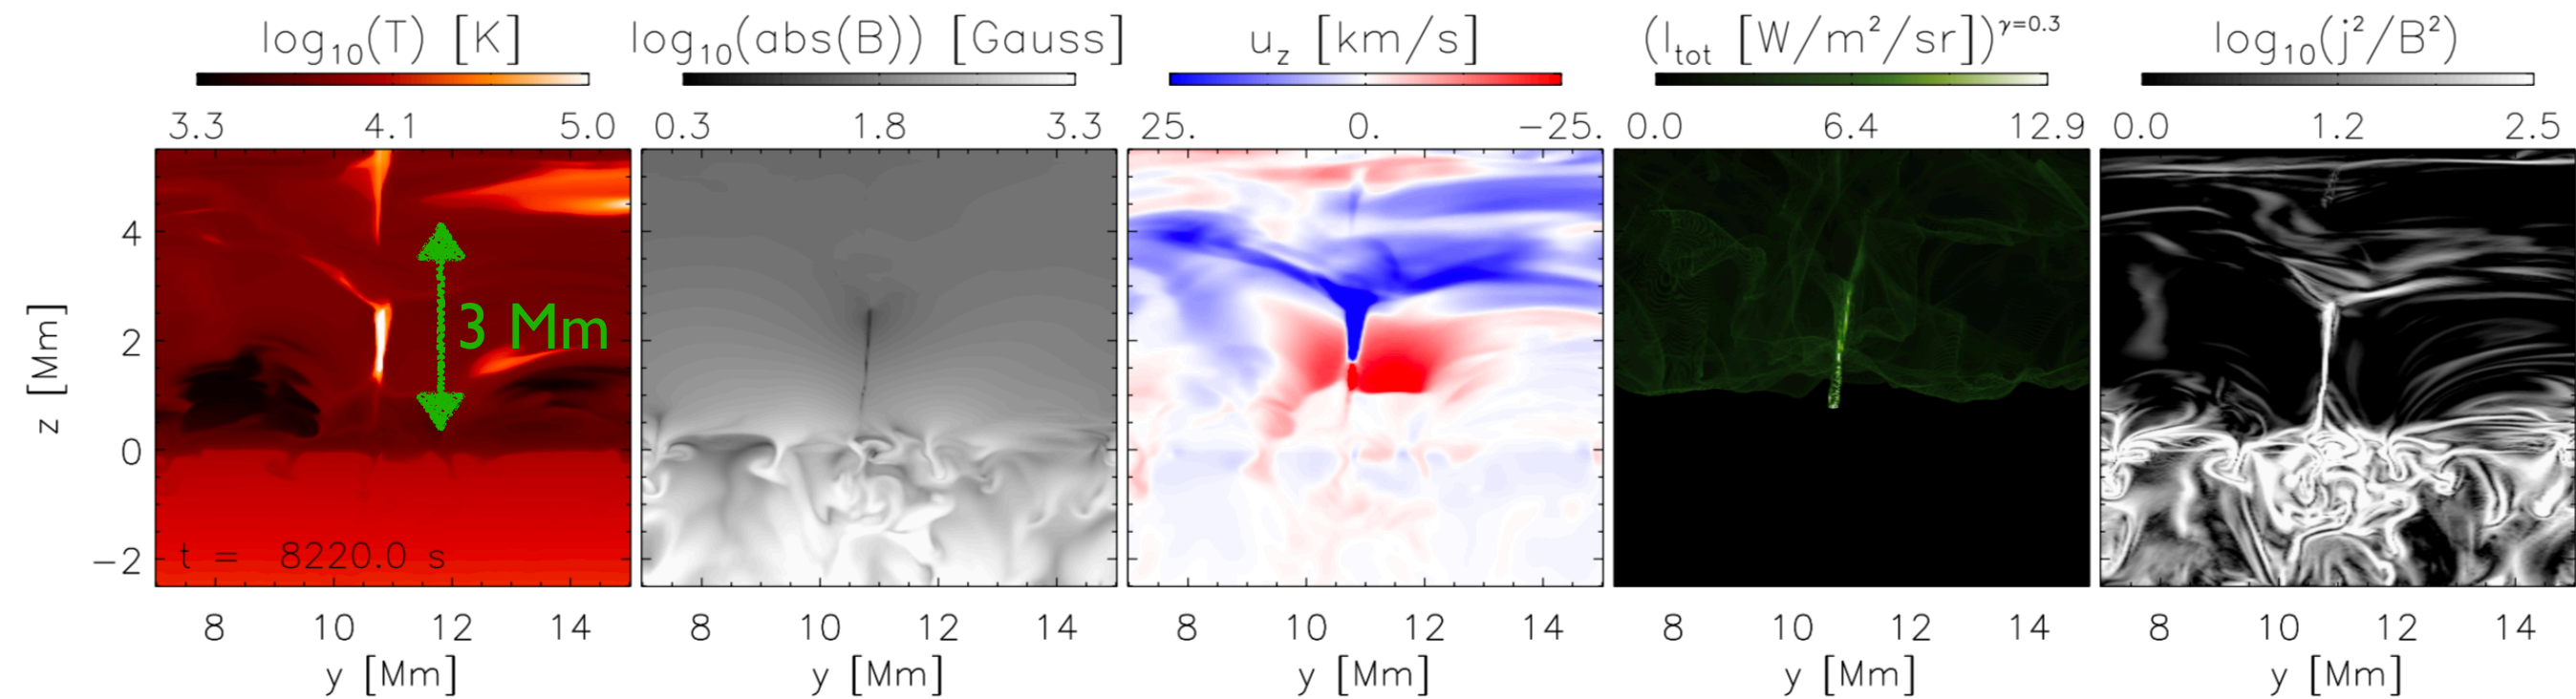 log₁₀(T) [K] log₁₀(abs(B)) [Gauss] u_z [km/s] (I_tot [W/m²/sr])^γ=0.3 log₁₀(j²/B²)
3.3 4.1 5.0 0.3 1.8 3.3 25. 0. −25. 0.0 6.4 12.9 0.0 1.2 2.5
4
3 Mm
2
z [Mm]
0
t = 8220.0 s
−2
8 10 12 14 8 10 12 14 8 10 12 14 8 10 12 14 8 10 12 14
y [Mm] y [Mm] y [Mm] y [Mm] y [Mm]